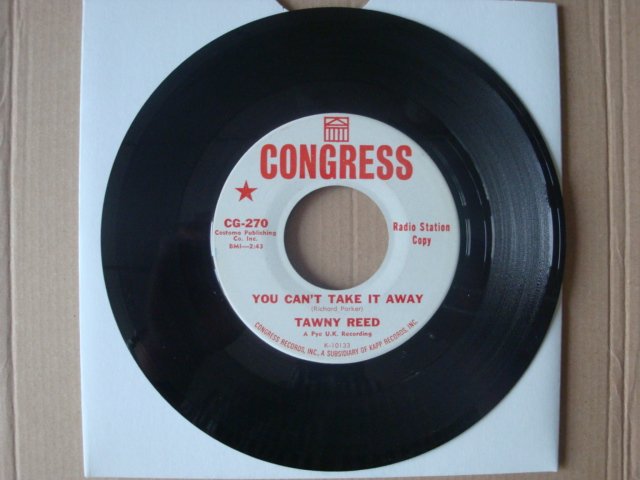 CONGRESS
CG-270
Costoma Publishing
Co. Inc.
BMI—2:43
Radio Station
Copy
YOU CAN'T TAKE IT AWAY
(Richard Parker)
TAWNY REED
A Pye U.K. Recording
K-10133
CONGRESS RECORDS, INC., A SUBSIDIARY OF KAPP RECORDS, INC.